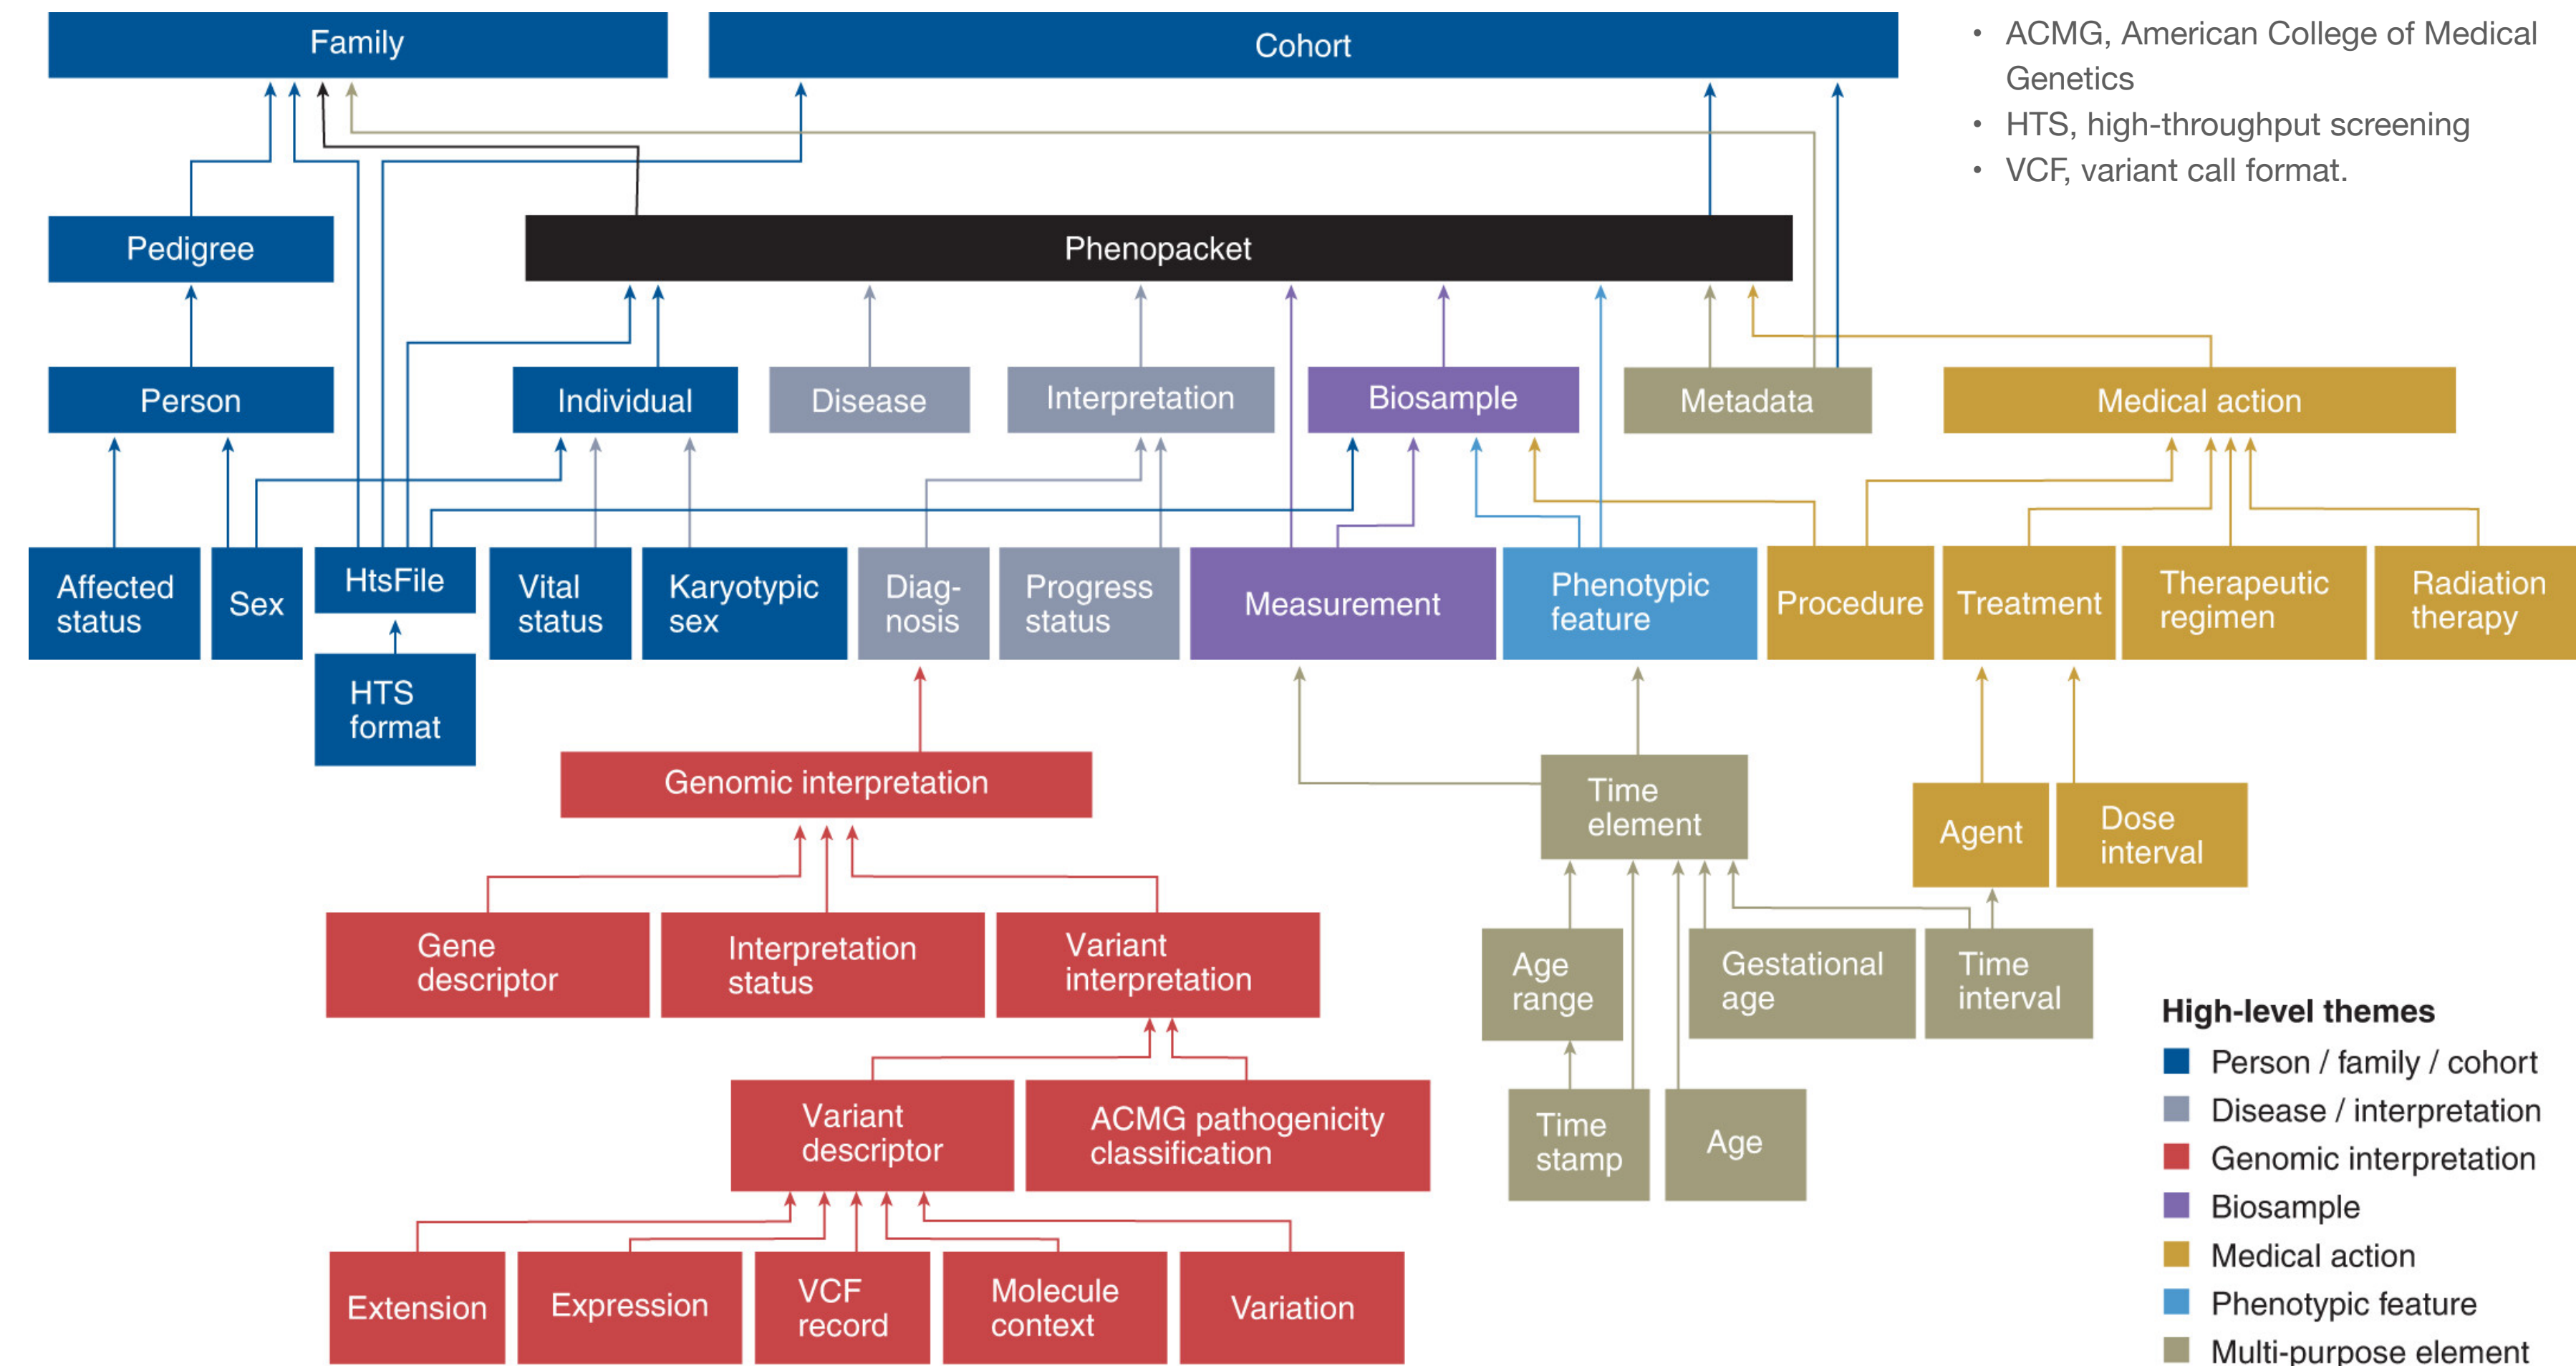 Family
Cohort
• ACMG, American College of Medical
Genetics
• HTS, high-throughput screening
• VCF, variant call format.
Pedigree
Phenopacket
Person
Individual
Disease
Interpretation
Biosample
Metadata
Medical action
Affected
status
Sex
HtsFile
Vital
status
Karyotypic
sex
Diag-
nosis
Progress
status
Measurement
Phenotypic
feature
Procedure
Treatment
Therapeutic
regimen
Radiation
therapy
HTS
format
Genomic interpretation
Time
element
Agent
Dose
interval
Gene
descriptor
Interpretation
status
Variant
interpretation
Age
range
Gestational
age
Time
interval
Variant
descriptor
ACMG pathogenicity
classification
Time
stamp
Age
Extension
Expression
VCF
record
Molecule
context
Variation
High-level themes
Person / family / cohort
Disease / interpretation
Genomic interpretation
Biosample
Medical action
Phenotypic feature
Multi-purpose element